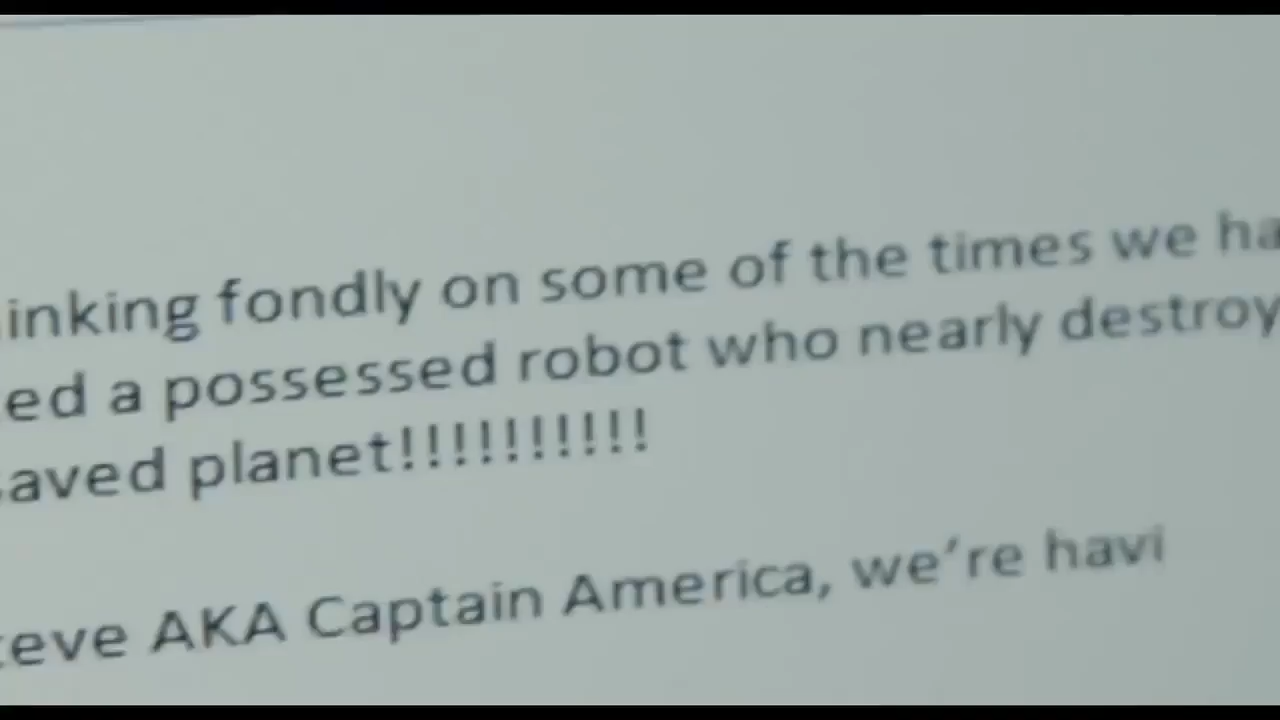 inking fondly on some of the times we ha
ed a possessed robot who nearly destroy
aved planet!!!!!!!!!!
eve AKA Captain America, we’re havi